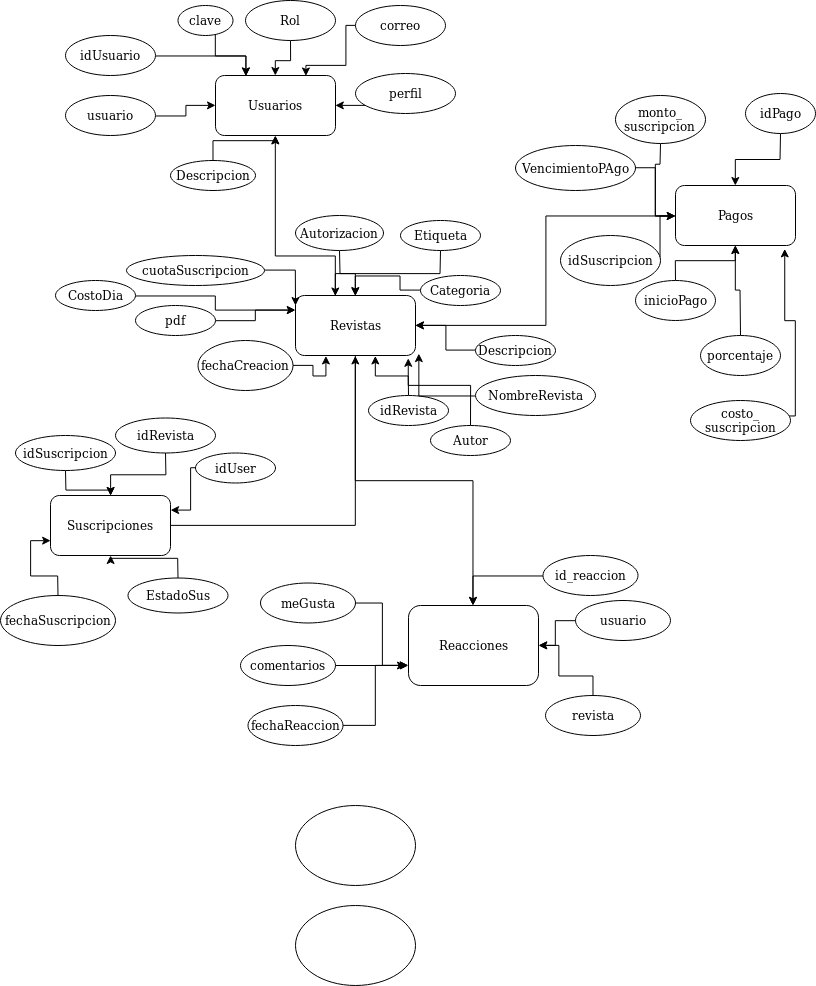 clave
Rol
correo
idUsuario
perfil
Usuarios
usuario
Descripcion
monto_
suscripcion
idPago
VencimientoPAgo
Pagos
idSuscripcion
inicioPago
porcentaje
costo_
suscripcion
Autorizacion
Etiqueta
cuotaSuscripcion
CostoDia
Categoria
pdf
Revistas
Descripcion
fechaCreacion
NombreRevista
idRevista
Autor
idRevista
idSuscripcion
idUser
Suscripciones
EstadoSus
fechaSuscripcion
id_reaccion
meGusta
usuario
Reacciones
comentarios
revista
fechaReaccion